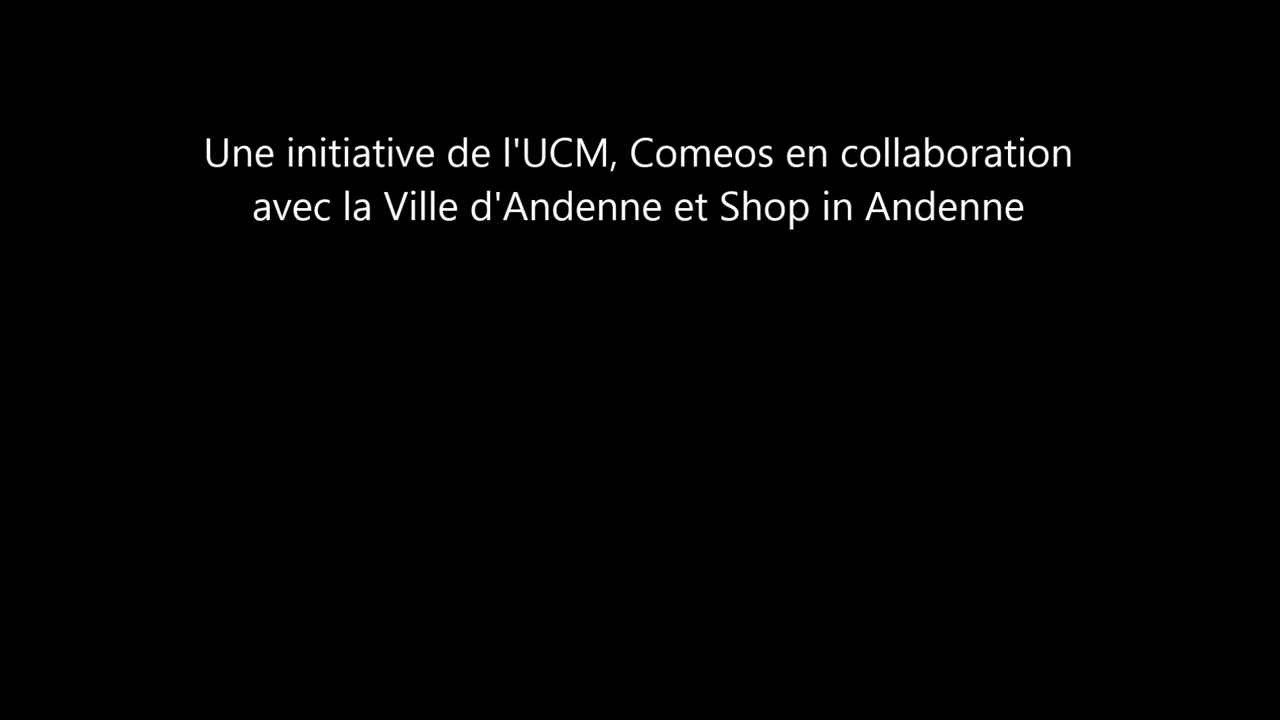 Une initiative de l'UCM, Comeos en collaboration
avec la Ville d'Andenne et Shop in Andenne